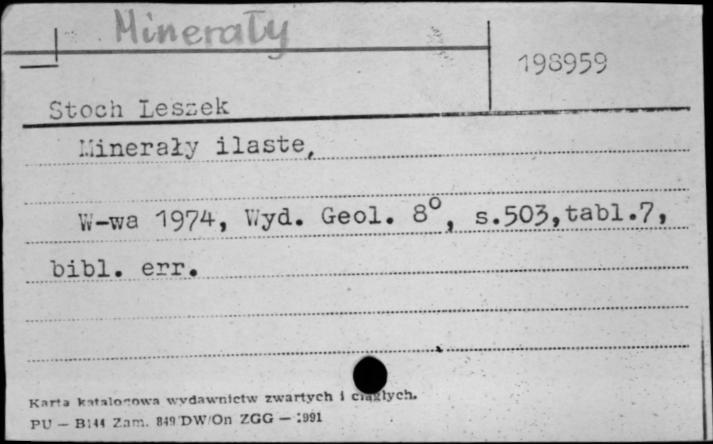 Minerały
198959
Stoch Leszek
Minerały ilaste,
W-wa 1974, Wyd. Geol. 8°, s.503,tabl.7,
bibl. err.
Karta katalogowa wydawnictw zwartych i ciągłych.
PU — B144 Zam. 849/DW/On ZGG — 1991